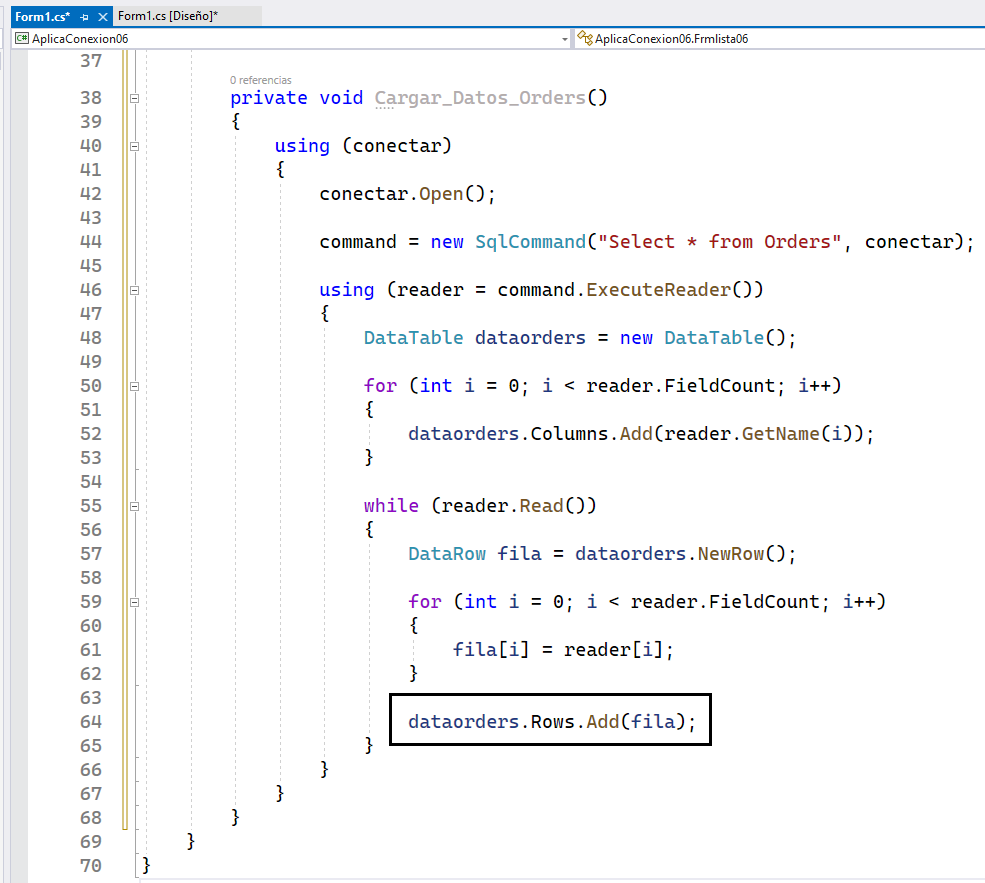 Form1.cs* Form1.cs [Diseño]*
C# AplicaConexion06 AplicaConexion06.Frmlista06
37
0 referencias
38 private void Cargar_Datos_Orders()
39 {
40 using (conectar)
41 {
42 conectar.Open();
43
44 command = new SqlCommand("Select * from Orders", conectar);
45
46 using (reader = command.ExecuteReader())
47 {
48 DataTable dataorders = new DataTable();
49
50 for (int i = 0; i < reader.FieldCount; i++)
51 {
52 dataorders.Columns.Add(reader.GetName(i));
53 }
54
55 while (reader.Read())
56 {
57 DataRow fila = dataorders.NewRow();
58
59 for (int i = 0; i < reader.FieldCount; i++)
60 {
61 fila[i] = reader[i];
62 }
63
64 dataorders.Rows.Add(fila);
65 }
66 }
67 }
68 }
69 }
70 }